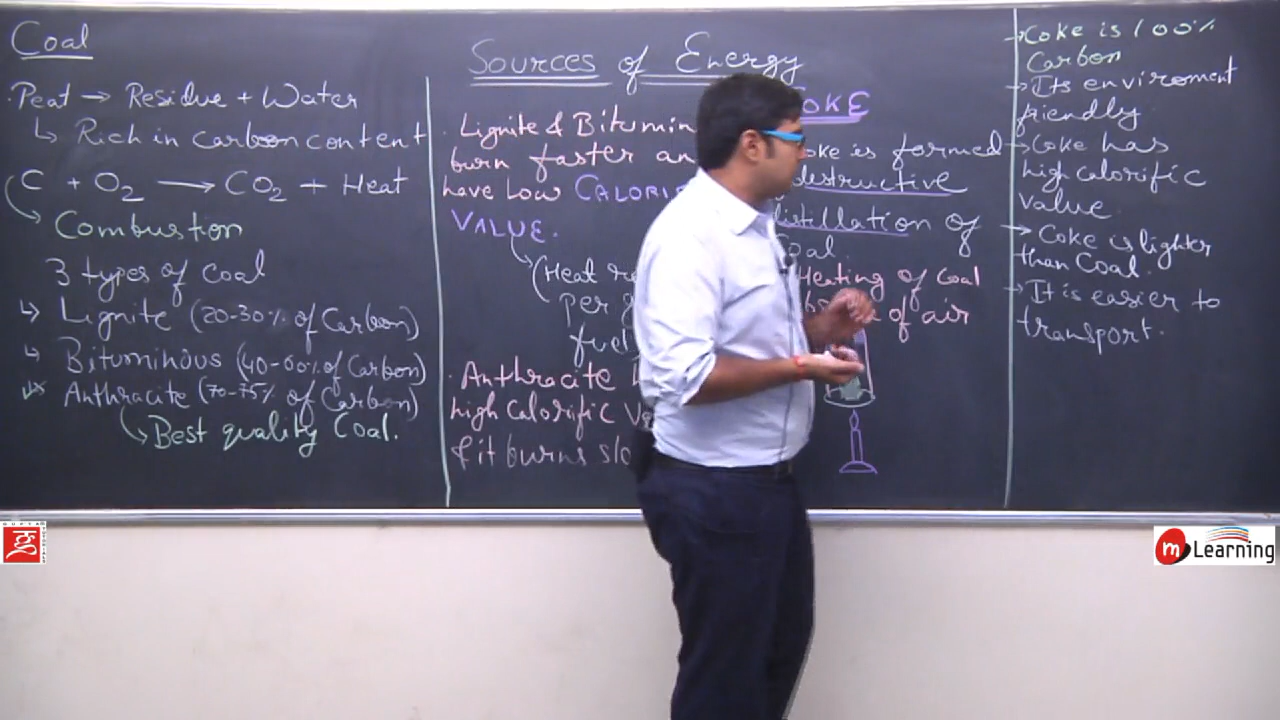 Coal
Peat → Residue + Water
↳ Rich in carbon content
C + O₂ → CO₂ + Heat
↳ Combustion
3 types of coal
↳ Lignite (20-30% of Carbon)
↳ Bituminous (40-60% of Carbon)
↳ Anthracite (70-75% of Carbon)
↳ Best quality Coal.
Sources of Energy
· Lignite & Bitumin
burn faster an
have low CALORI
VALUE.
↳ (Heat re
per g
fuel
· Anthracite
high calorific V
& it burns slo
OKE
oke is formed
destructive
distillation of
Coal
Heating of coal
of air
→ Coke is 100%
Carbon
→ Its enviroment
friendly
→ Coke has
high calorific
value
→ Coke is lighter
than Coal.
→ It is easier to
transport.
GUPTA TUTORIALS
m Learning